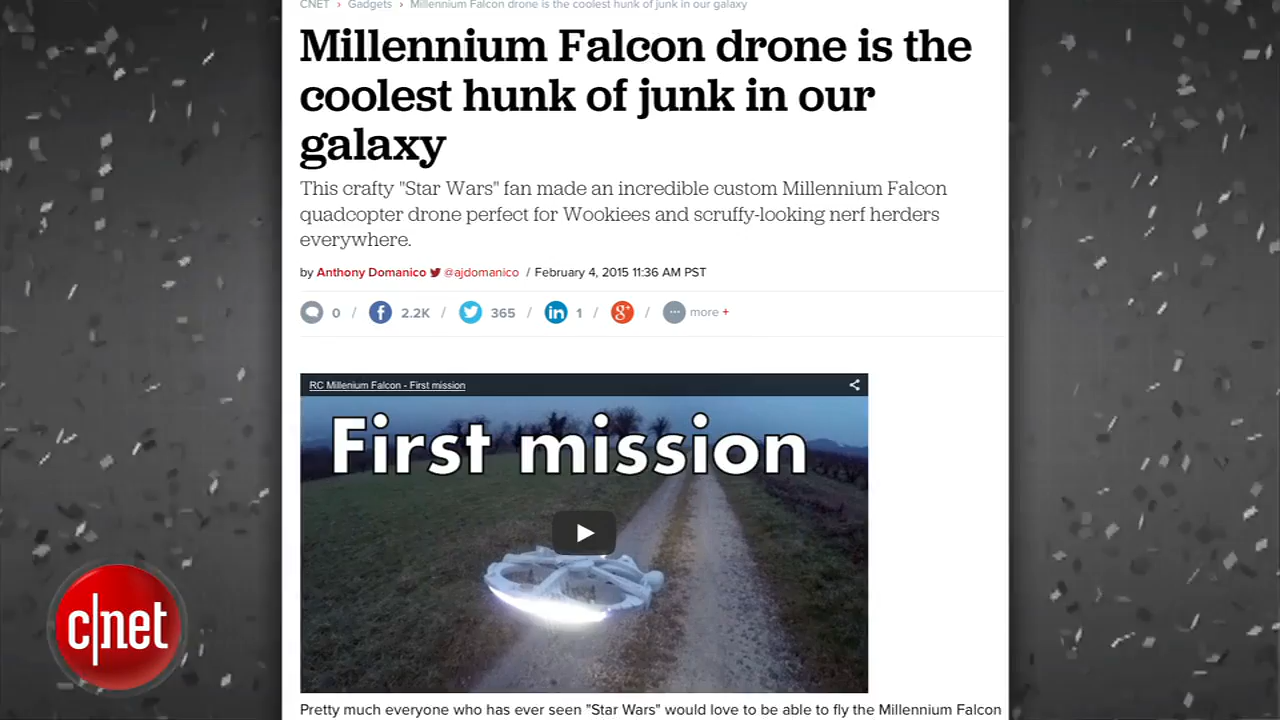 CNET › Gadgets › Millennium Falcon drone is the coolest hunk of junk in our galaxy
Millennium Falcon drone is the
coolest hunk of junk in our
galaxy
This crafty "Star Wars" fan made an incredible custom Millennium Falcon
quadcopter drone perfect for Wookiees and scruffy-looking nerf herders
everywhere.
by Anthony Domanico @ajdomanico / February 4, 2015 11:36 AM PST
0 / f 2.2K / 365 / in 1 / g+ / more +
RC Millenium Falcon - First mission
First mission
c|net
Pretty much everyone who has ever seen "Star Wars" would love to be able to fly the Millennium Falcon